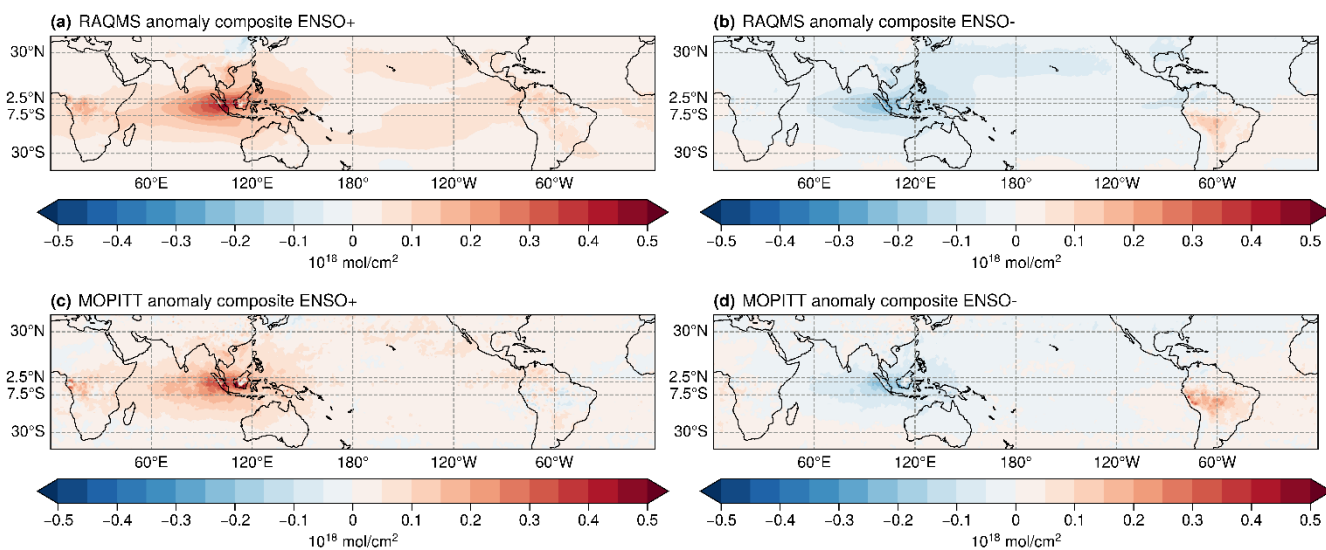 (a) RAQMS anomaly composite ENSO+
30°N
2.5°N
7.5°S
30°S
60°E 120°E 180° 120°W 60°W
−0.5 −0.4 −0.3 −0.2 −0.1 0 0.1 0.2 0.3 0.4 0.5
10¹⁸ mol/cm²
(b) RAQMS anomaly composite ENSO-
30°N
2.5°N
7.5°S
30°S
60°E 120°E 180° 120°W 60°W
−0.5 −0.4 −0.3 −0.2 −0.1 0 0.1 0.2 0.3 0.4 0.5
10¹⁸ mol/cm²
(c) MOPITT anomaly composite ENSO+
30°N
2.5°N
7.5°S
30°S
60°E 120°E 180° 120°W 60°W
−0.5 −0.4 −0.3 −0.2 −0.1 0 0.1 0.2 0.3 0.4 0.5
10¹⁸ mol/cm²
(d) MOPITT anomaly composite ENSO-
30°N
2.5°N
7.5°S
30°S
60°E 120°E 180° 120°W 60°W
−0.5 −0.4 −0.3 −0.2 −0.1 0 0.1 0.2 0.3 0.4 0.5
10¹⁸ mol/cm²